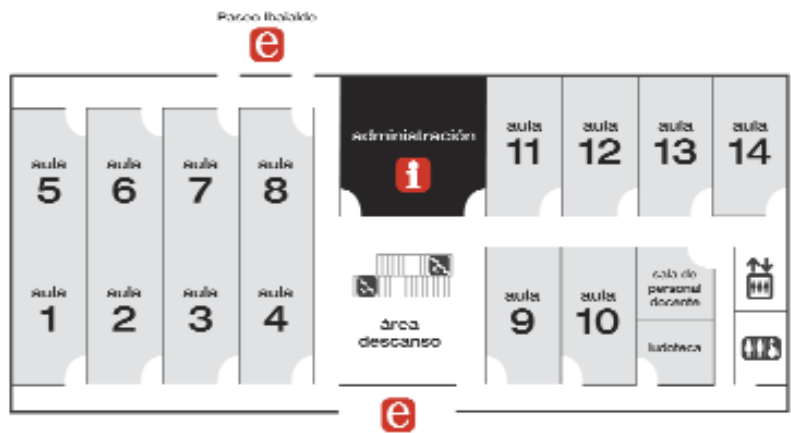 Paseo Ibaialde
e
administración
i
aula
11
aula
12
aula
13
aula
14
aula
5
aula
6
aula
7
aula
8
aula
1
aula
2
aula
3
aula
4
área
descanso
aula
9
aula
10
sala de
personal
docente
ludoteca
e